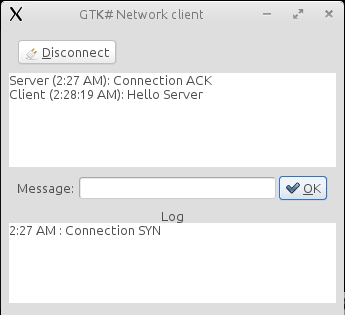 GTK# Network client
Disconnect
Server (2:27 AM): Connection ACK
Client (2:28:19 AM): Hello Server
Message:
OK
Log
2:27 AM : Connection SYN